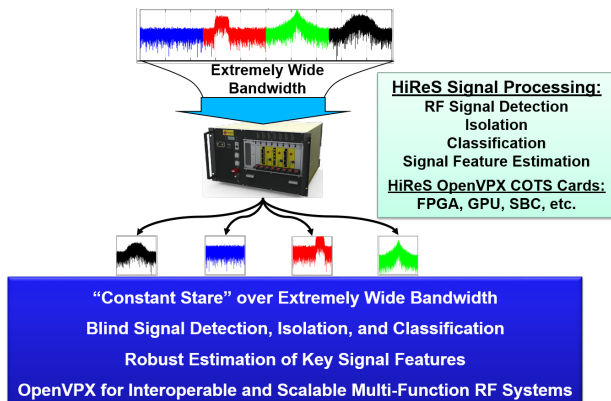 Extremely Wide
Bandwidth
HiReS Signal Processing:
RF Signal Detection
Isolation
Classification
Signal Feature Estimation
HiReS OpenVPX COTS Cards:
FPGA, GPU, SBC, etc.
“Constant Stare” over Extremely Wide Bandwidth
Blind Signal Detection, Isolation, and Classification
Robust Estimation of Key Signal Features
OpenVPX for Interoperable and Scalable Multi-Function RF Systems